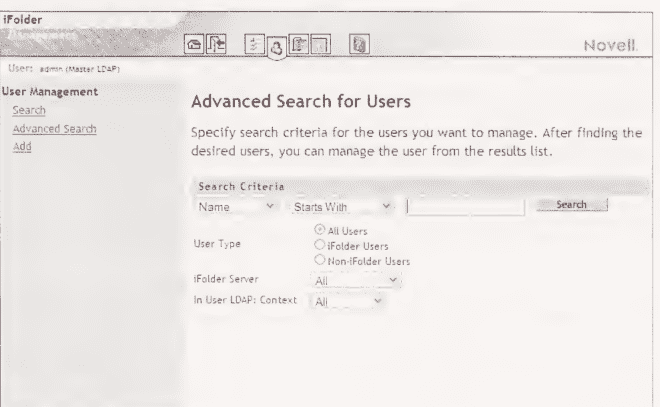 iFolder
Management
Novell.
User: admin (Master LDAP)
User Management
Search
Advanced Search
Add
Advanced Search for Users
Specify search criteria for the users you want to manage. After finding the
desired users, you can manage the user from the results list.
Search Criteria
Name Starts With Search
User Type
All Users
iFolder Users
Non-iFolder Users
iFolder Server All
In User LDAP: Context All